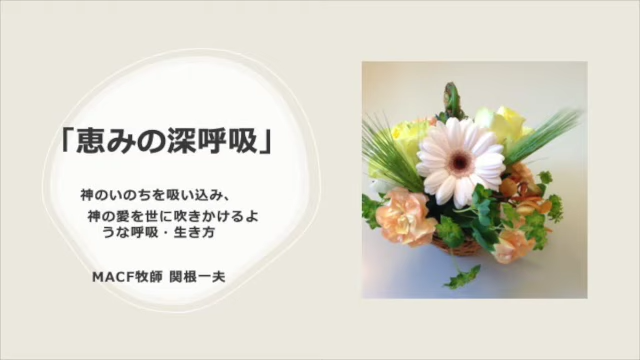 「恵みの深呼吸」
神のいのちを吸い込み、
神の愛を世に吹きかけるよ
うな呼吸・生き方
MACF牧師 関根一夫